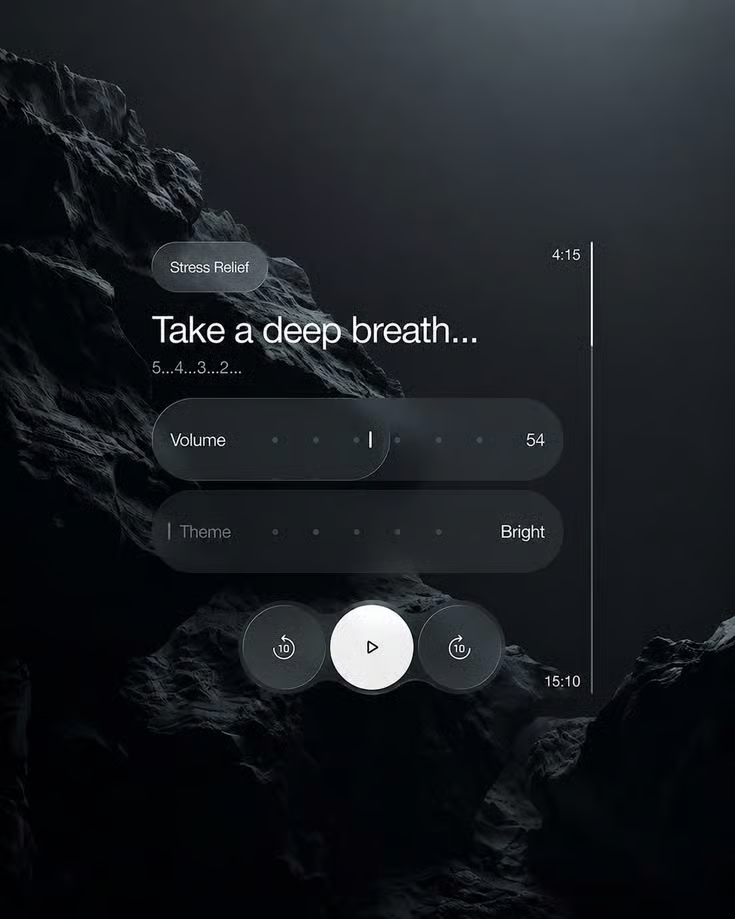 Stress Relief
4:15
Take a deep breath...
5...4...3...2...
Volume 54
Theme Bright
10 10
15:10